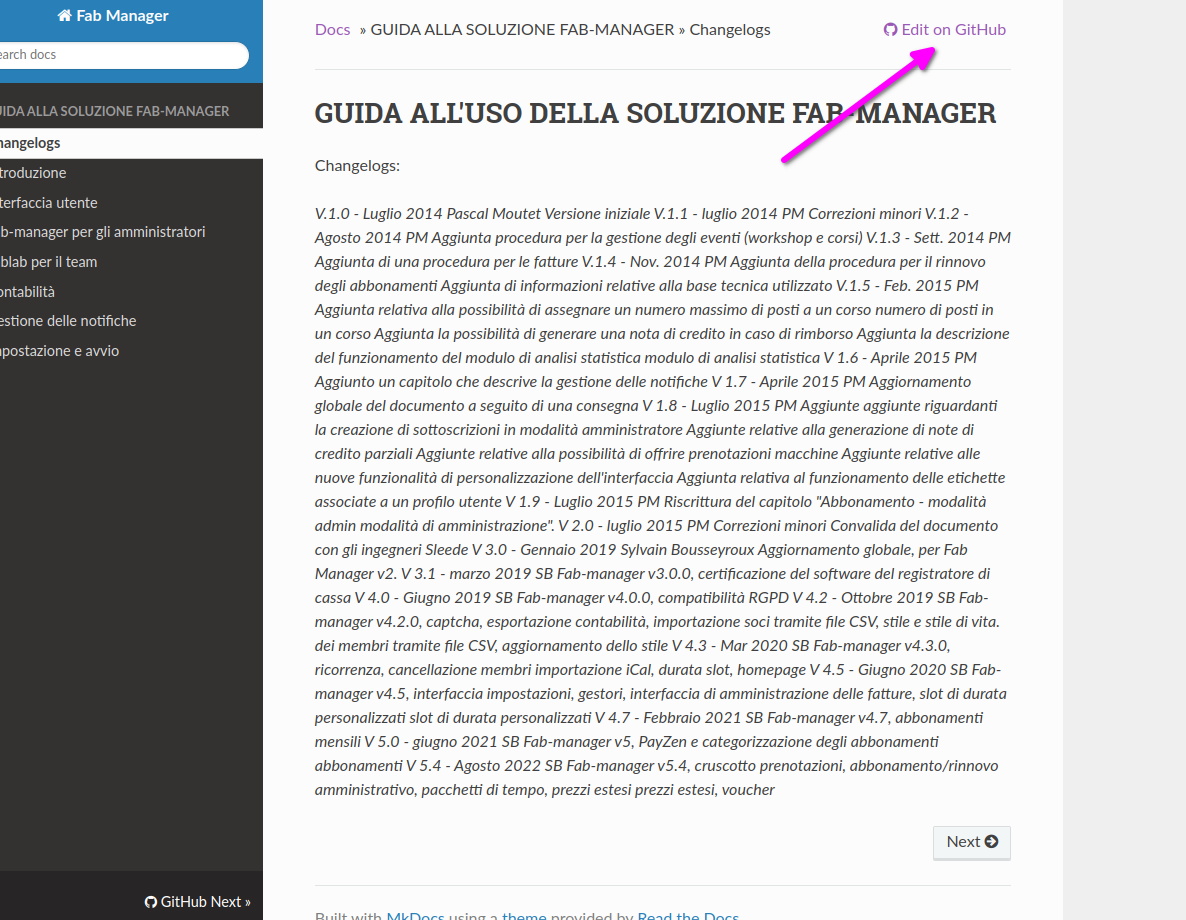 Fab Manager
earch docs
UIDA ALLA SOLUZIONE FAB-MANAGER
hangelogs
troduzione
terfaccia utente
b-manager per gli amministratori
blab per il team
ontabilità
estione delle notifiche
npostazione e avvio
GitHub Next »
Docs » GUIDA ALLA SOLUZIONE FAB-MANAGER » Changelogs
Edit on GitHub
GUIDA ALL'USO DELLA SOLUZIONE FAB-MANAGER
Changelogs:
V.1.0 - Luglio 2014 Pascal Moutet Versione iniziale V.1.1 - luglio 2014 PM Correzioni minori V.1.2 -
Agosto 2014 PM Aggiunta procedura per la gestione degli eventi (workshop e corsi) V.1.3 - Sett. 2014 PM
Aggiunta di una procedura per le fatture V.1.4 - Nov. 2014 PM Aggiunta della procedura per il rinnovo
degli abbonamenti Aggiunta di informazioni relative alla base tecnica utilizzato V.1.5 - Feb. 2015 PM
Aggiunta relativa alla possibilità di assegnare un numero massimo di posti a un corso numero di posti in
un corso Aggiunta la possibilità di generare una nota di credito in caso di rimborso Aggiunta la descrizione
del funzionamento del modulo di analisi statistica modulo di analisi statistica V 1.6 - Aprile 2015 PM
Aggiunto un capitolo che descrive la gestione delle notifiche V 1.7 - Aprile 2015 PM Aggiornamento
globale del documento a seguito di una consegna V 1.8 - Luglio 2015 PM Aggiunte aggiunte riguardanti
la creazione di sottoscrizioni in modalità amministratore Aggiunte relative alla generazione di note di
credito parziali Aggiunte relative alla possibilità di offrire prenotazioni macchine Aggiunte relative alle
nuove funzionalità di personalizzazione dell'interfaccia Aggiunta relativa al funzionamento delle etichette
associate a un profilo utente V 1.9 - Luglio 2015 PM Riscrittura del capitolo "Abbonamento - modalità
admin modalità di amministrazione". V 2.0 - luglio 2015 PM Correzioni minori Convalida del documento
con gli ingegneri Sleede V 3.0 - Gennaio 2019 Sylvain Bousseyroux Aggiornamento globale, per Fab
Manager v2. V 3.1 - marzo 2019 SB Fab-manager v3.0.0, certificazione del software del registratore di
cassa V 4.0 - Giugno 2019 SB Fab-manager v4.0.0, compatibilità RGPD V 4.2 - Ottobre 2019 SB Fab-
manager v4.2.0, captcha, esportazione contabilità, importazione soci tramite file CSV, stile e stile di vita.
dei membri tramite file CSV, aggiornamento dello stile V 4.3 - Mar 2020 SB Fab-manager v4.3.0,
ricorrenza, cancellazione membri importazione iCal, durata slot, homepage V 4.5 - Giugno 2020 SB Fab-
manager v4.5, interfaccia impostazioni, gestori, interfaccia di amministrazione delle fatture, slot di durata
personalizzati slot di durata personalizzati V 4.7 - Febbraio 2021 SB Fab-manager v4.7, abbonamenti
mensili V 5.0 - giugno 2021 SB Fab-manager v5, PayZen e categorizzazione degli abbonamenti
abbonamenti V 5.4 - Agosto 2022 SB Fab-manager v5.4, cruscotto prenotazioni, abbonamento/rinnovo
amministrativo, pacchetti di tempo, prezzi estesi prezzi estesi, voucher
Next
Built with MkDocs using a theme provided by Read the Docs.